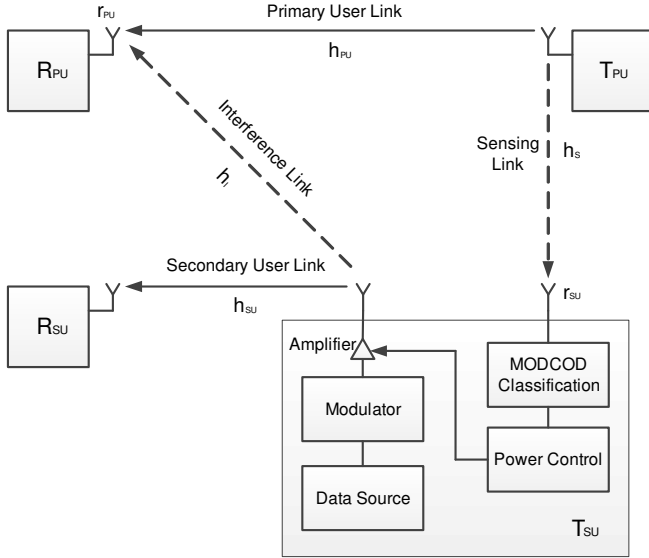 Primary User Link
r_PU
h_PU
R_PU
T_PU
Interference Link
h_I
Sensing
Link
h_S
Secondary User Link
h_SU
R_SU
r_SU
Amplifier
MODCOD
Classification
Modulator
Power Control
Data Source
T_SU